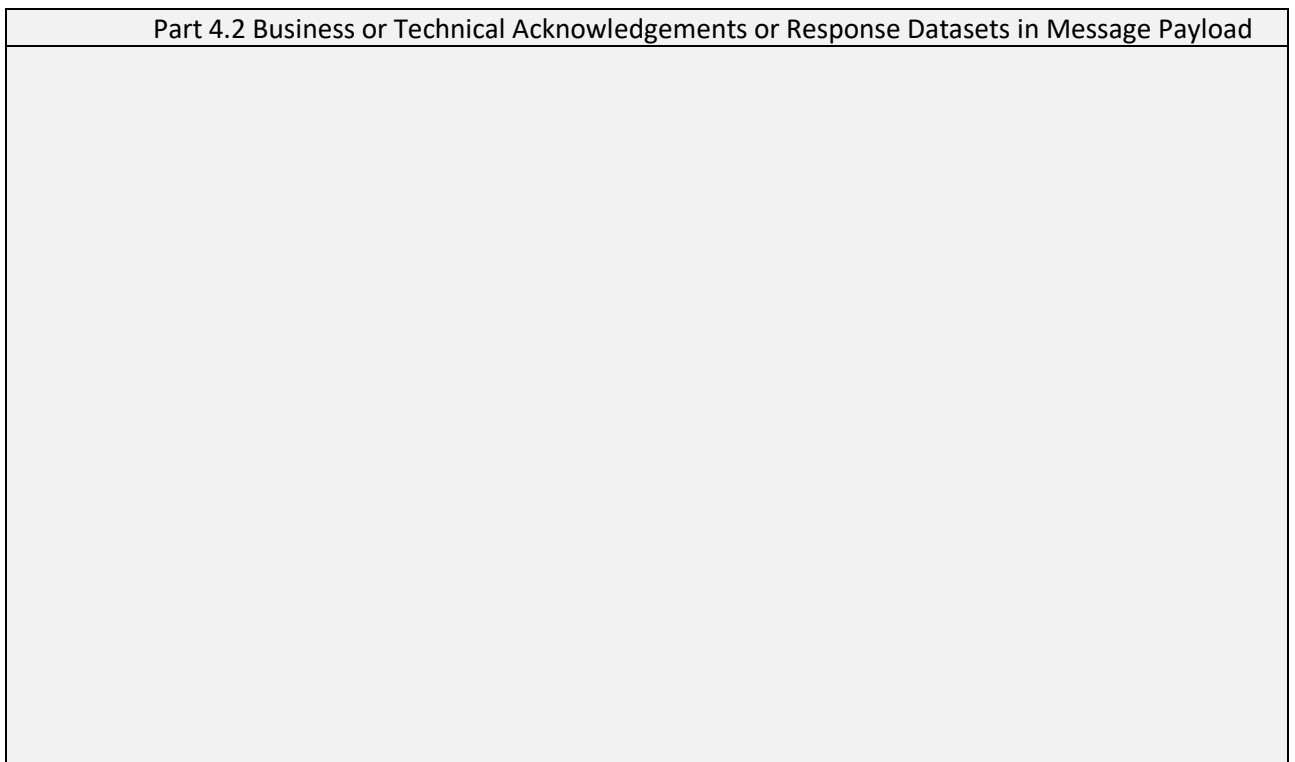 Part 4.2 Business or Technical Acknowledgements or Response Datasets in Message Payload